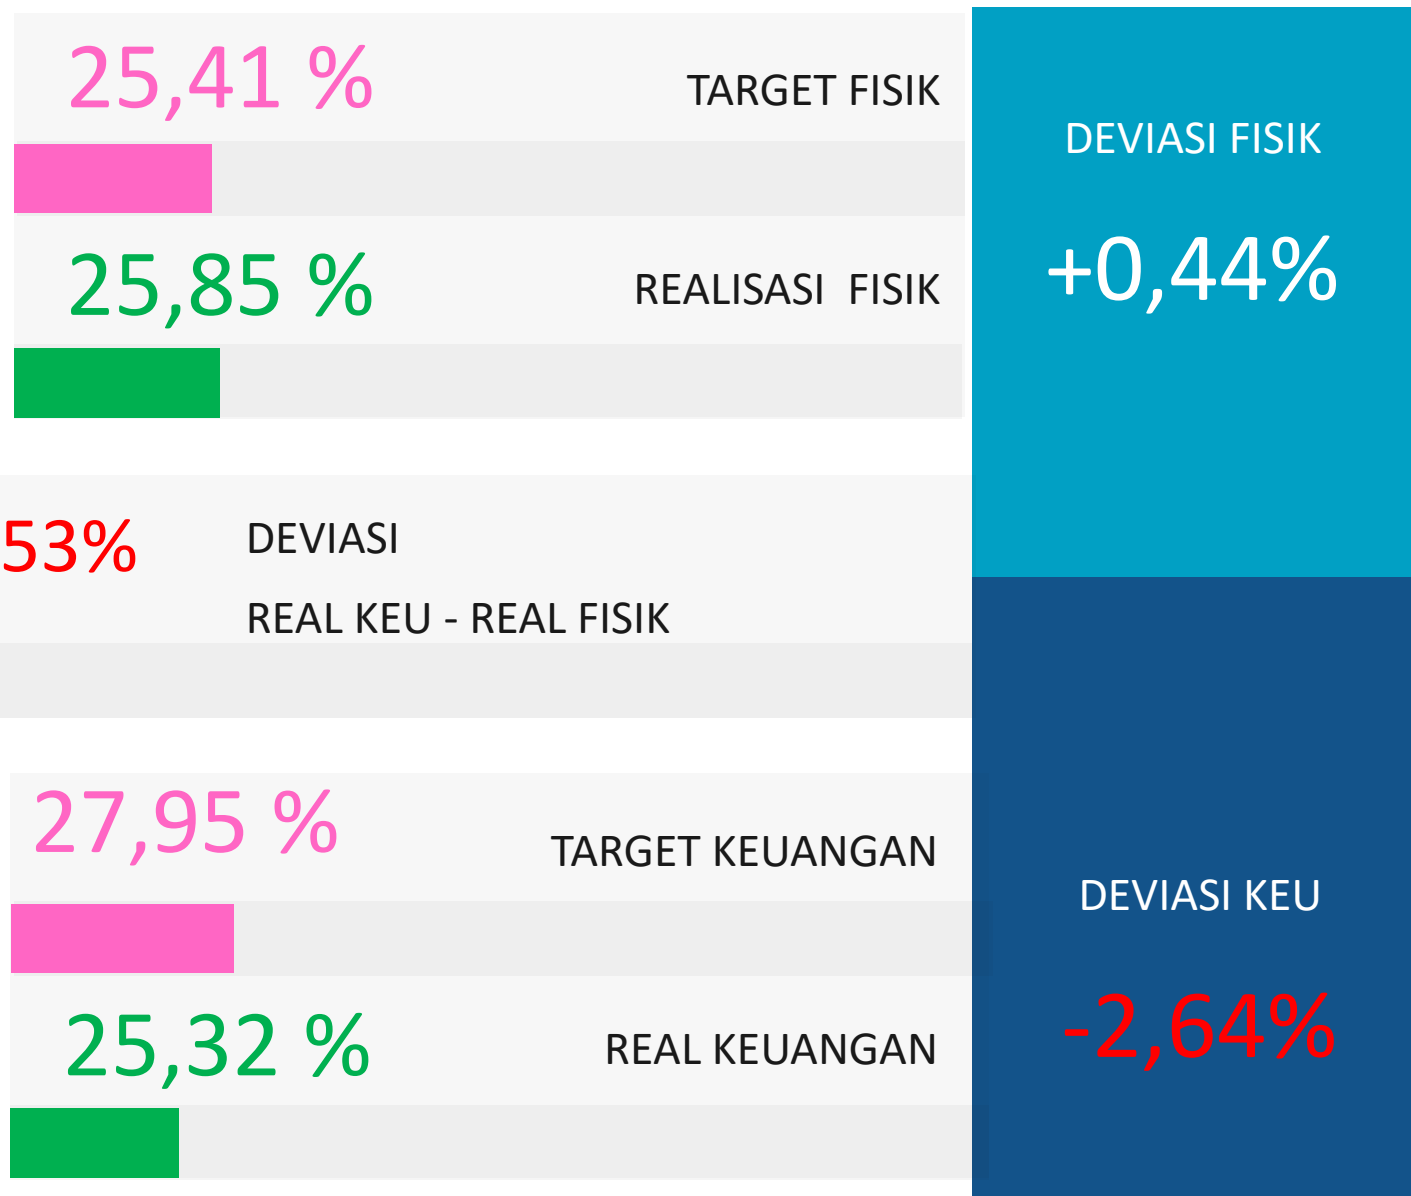 25,41 %
TARGET FISIK
25,85 %
REALISASI FISIK
DEVIASI FISIK
+0,44%
53%
DEVIASI
REAL KEU - REAL FISIK
27,95 %
TARGET KEUANGAN
25,32 %
REAL KEUANGAN
DEVIASI KEU
-2,64%